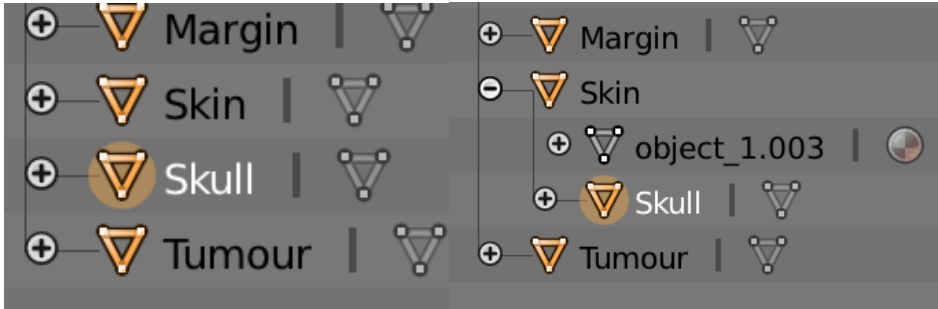 Margin
Skin
Skull
Tumour
Margin
Skin
object_1.003
Skull
Tumour